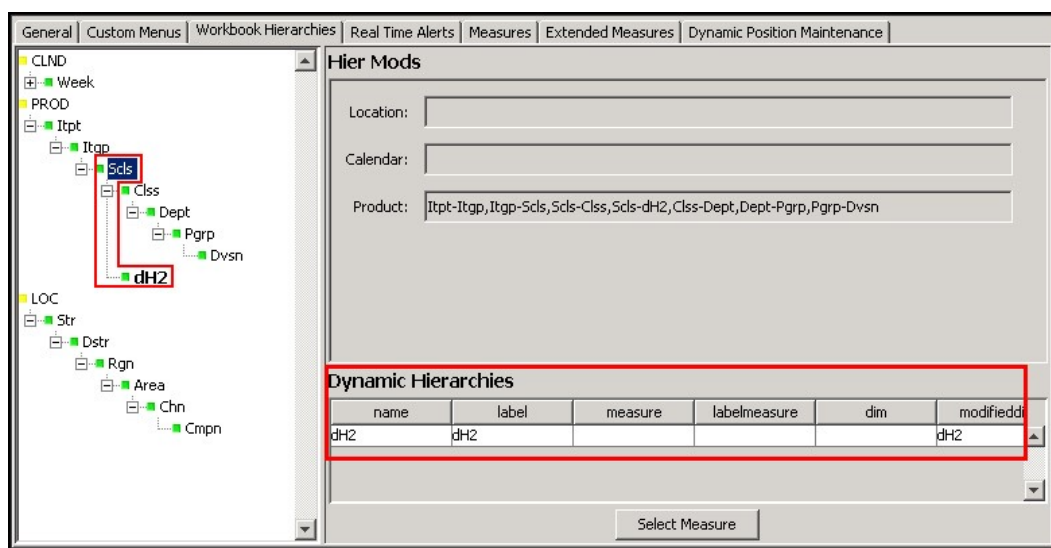 General Custom Menus Workbook Hierarchies Real Time Alerts Measures Extended Measures Dynamic Position Maintenance
CLND
Week
PROD
Itpt
Itgp
Scls
Clss
Dept
Pgrp
Dvsn
dH2
LOC
Str
Dstr
Rgn
Area
Chn
Cmpn
Hier Mods
Location:
Calendar:
Product: Itpt-Itgp,Itgp-Scls,Scls-Clss,Scls-dH2,Clss-Dept,Dept-Pgrp,Pgrp-Dvsn
Dynamic Hierarchies
name label measure labelmeasure dim modifieddi
dH2 dH2 dH2
Select Measure